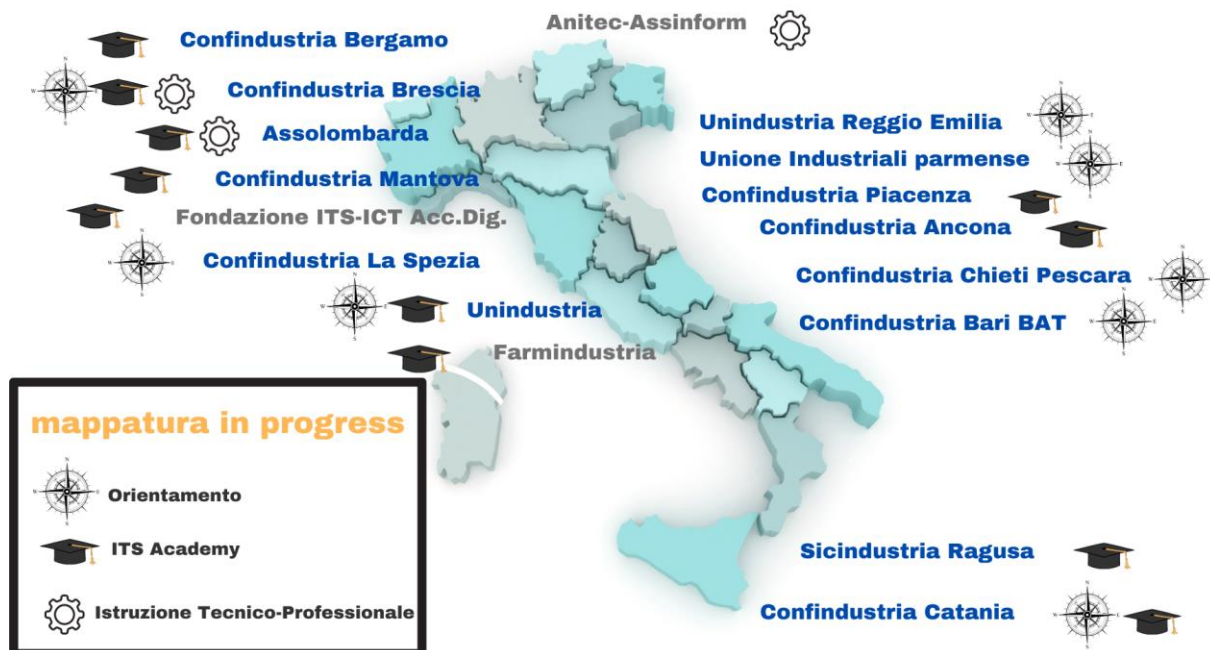 Anitec-Assinform
Confindustria Bergamo
Confindustria Brescia
Assolombarda
Confindustria Mantova
Fondazione ITS-ICT Acc.Dig.
Confindustria La Spezia
Unindustria
Farmindustria
Unindustria Reggio Emilia
Unione Industriali parmense
Confindustria Piacenza
Confindustria Ancona
Confindustria Chieti Pescara
Confindustria Bari BAT
Sicindustria Ragusa
Confindustria Catania
mappatura in progress
Orientamento
ITS Academy
Istruzione Tecnico-Professionale